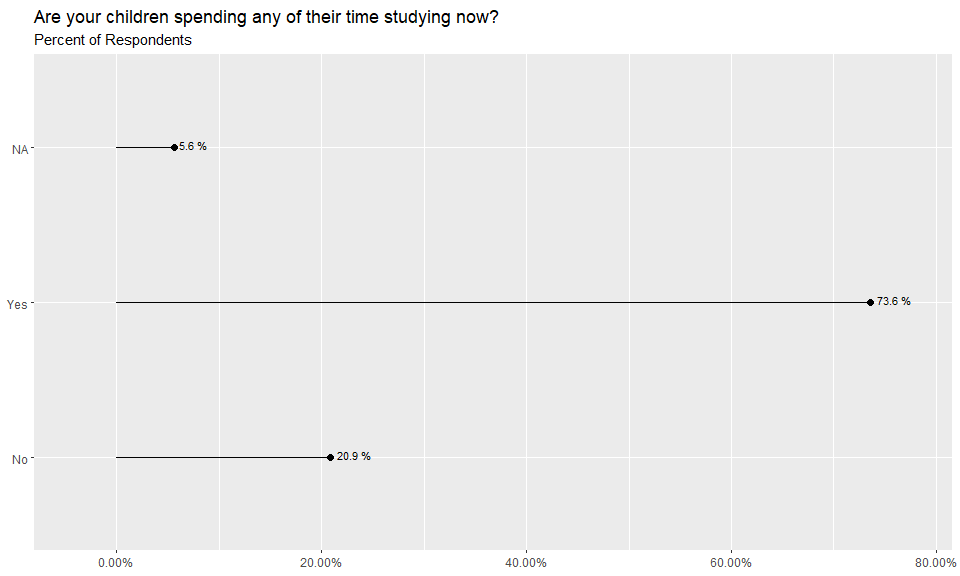 Are your children spending any of their time studying now?
Percent of Respondents
NA
5.6 %
Yes
73.6 %
No
20.9 %
0.00% 20.00% 40.00% 60.00% 80.00%